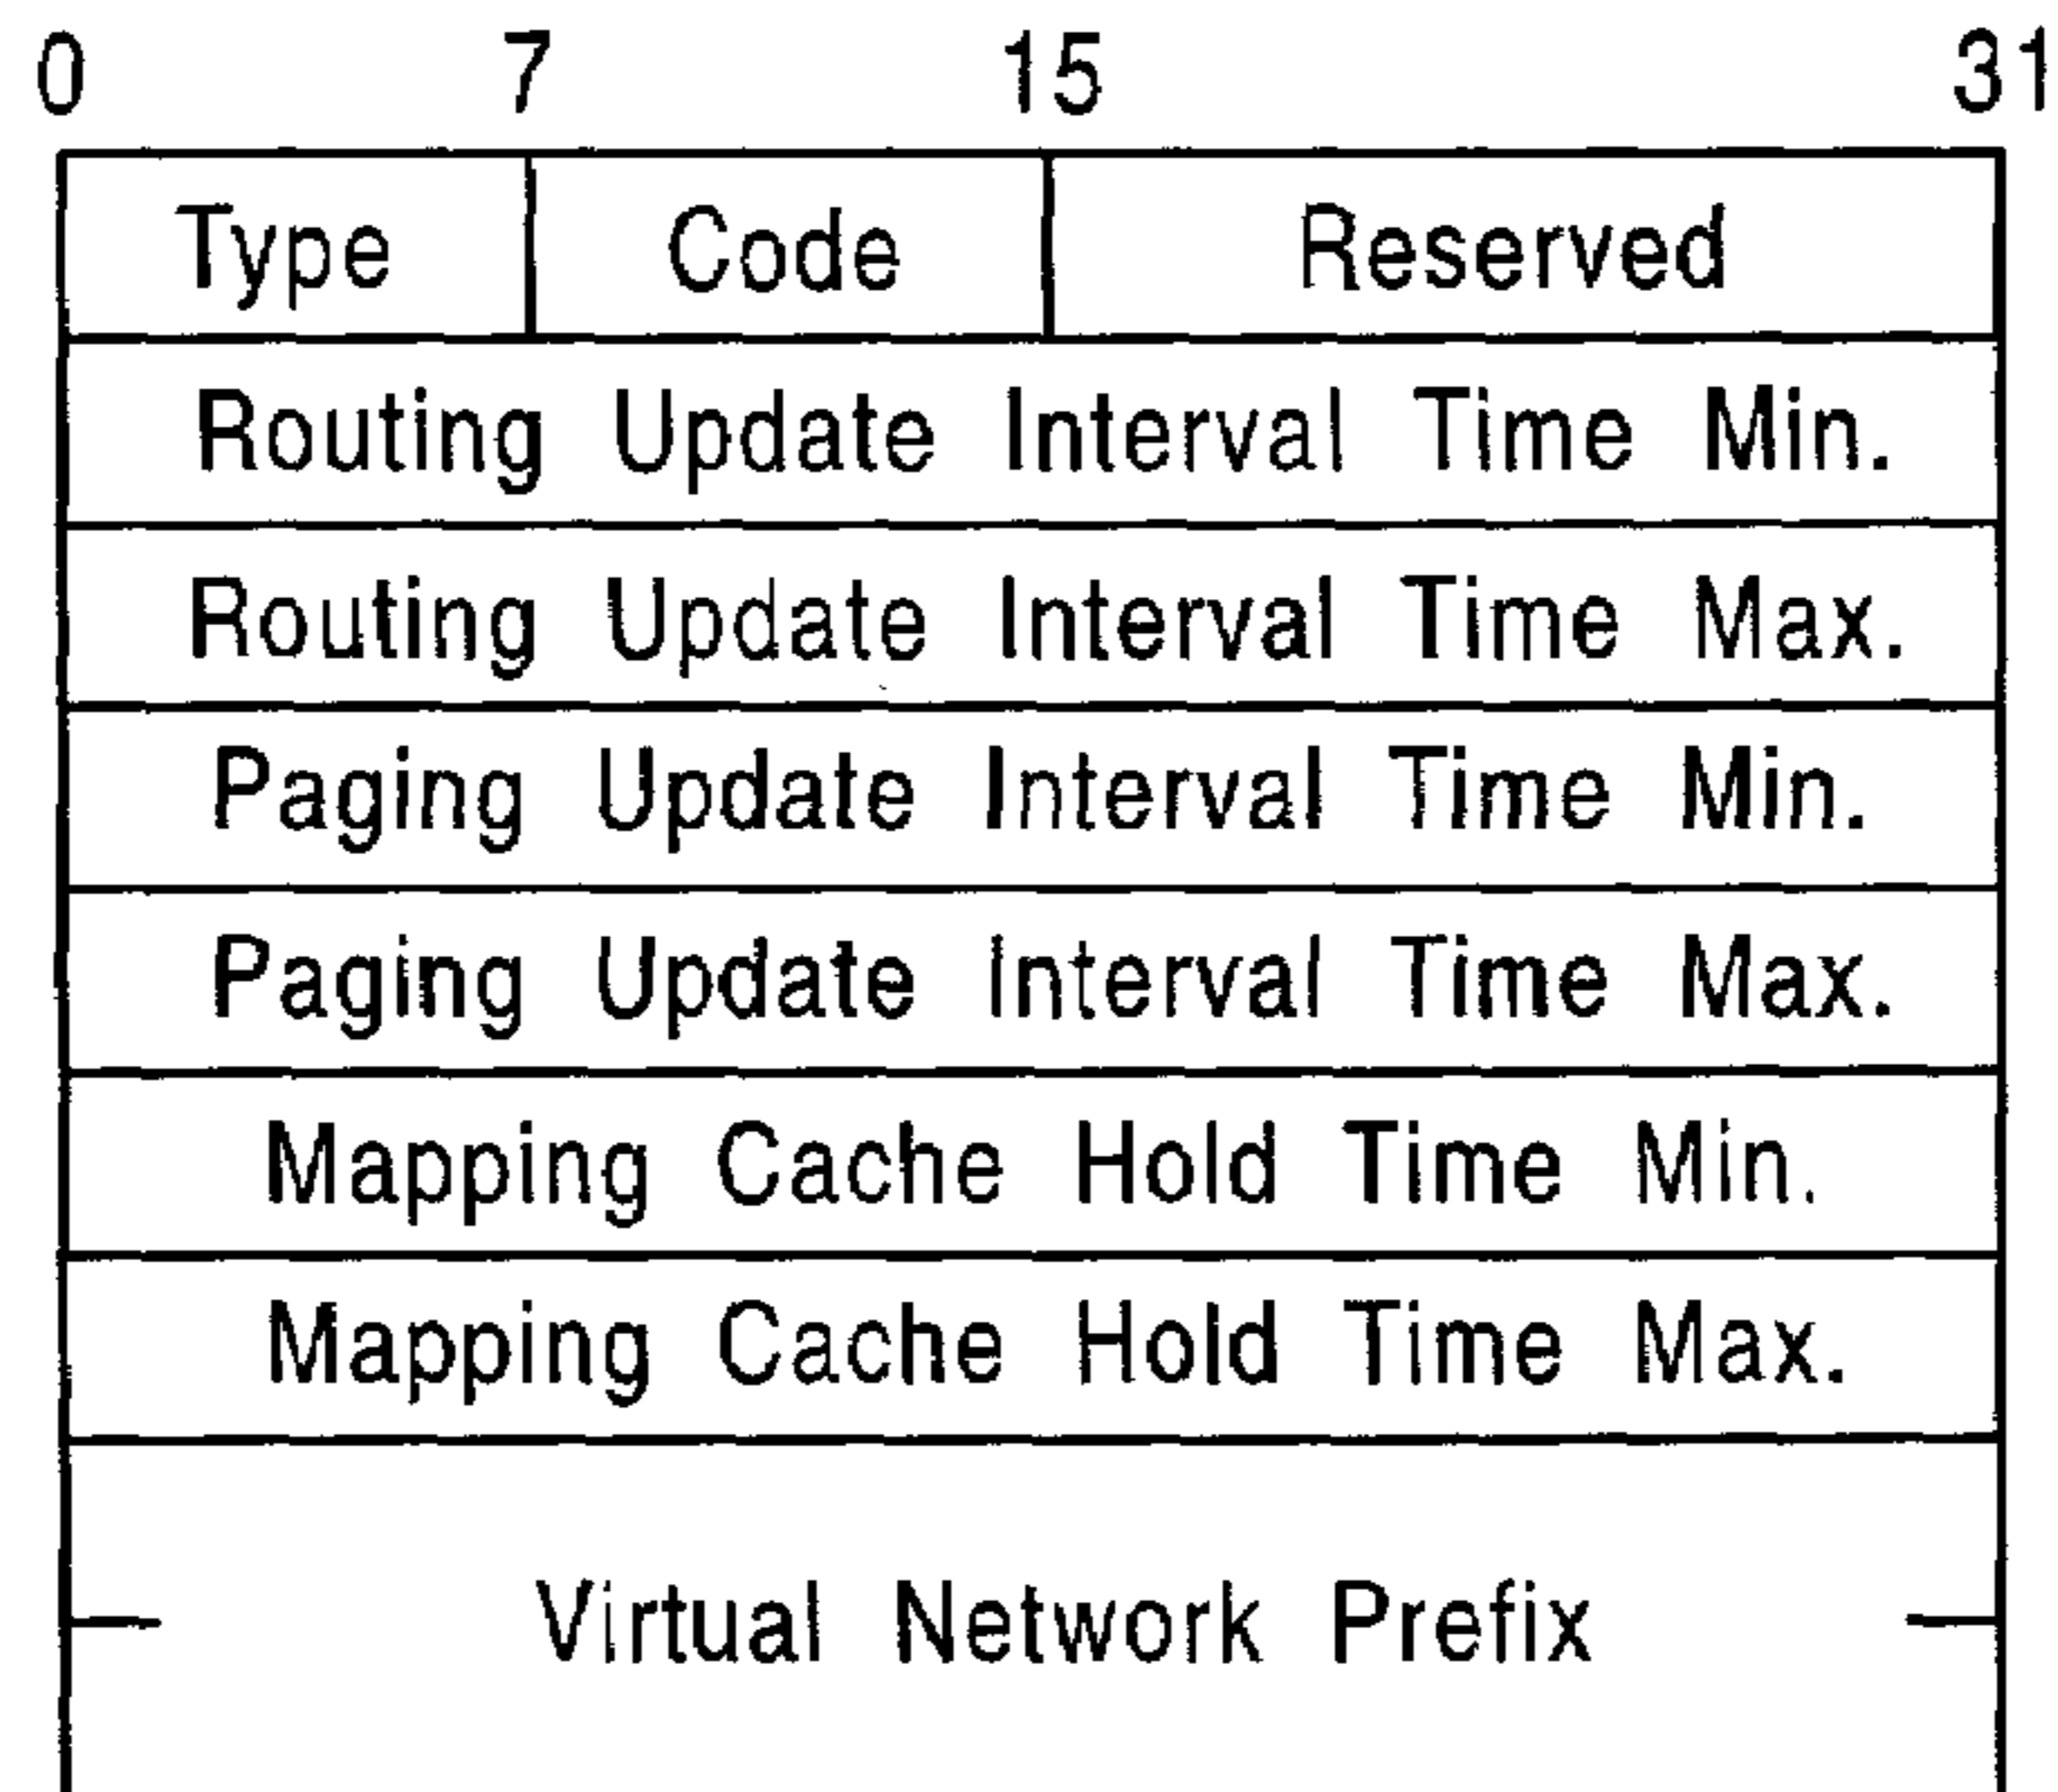 0 7 15 31
Type Code Reserved
Routing Update Interval Time Min.
Routing Update Interval Time Max.
Paging Update Interval Time Min.
Paging Update Interval Time Max.
Mapping Cache Hold Time Min.
Mapping Cache Hold Time Max.
Virtual Network Prefix